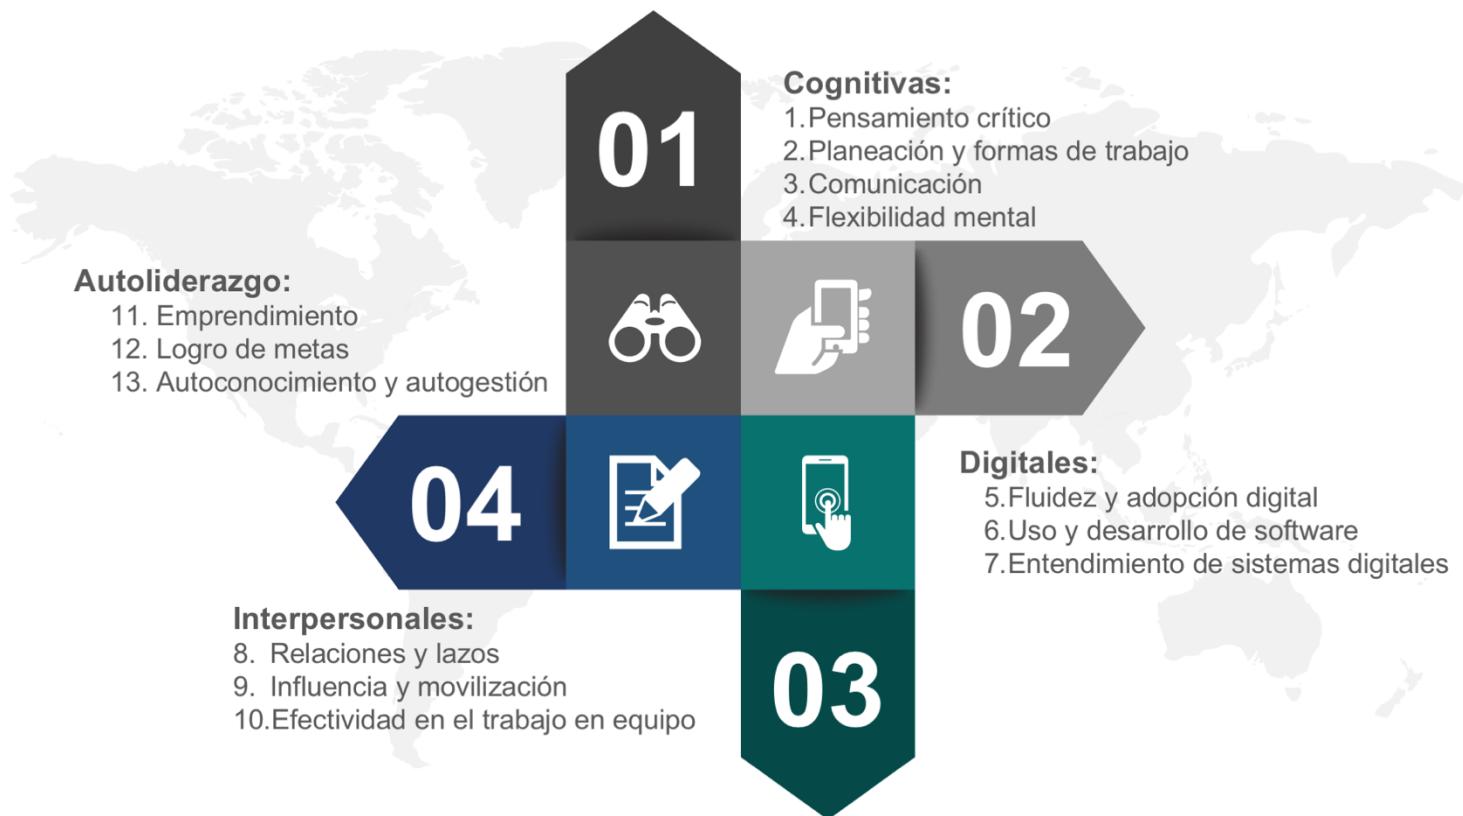 01
Cognitivas:
1.Pensamiento crítico
2.Planeación y formas de trabajo
3.Comunicación
4.Flexibilidad mental
02
Digitales:
5.Fluidez y adopción digital
6.Uso y desarrollo de software
7.Entendimiento de sistemas digitales
03
Interpersonales:
8. Relaciones y lazos
9. Influencia y movilización
10.Efectividad en el trabajo en equipo
04
Autoliderazgo:
11. Emprendimiento
12. Logro de metas
13. Autoconocimiento y autogestión